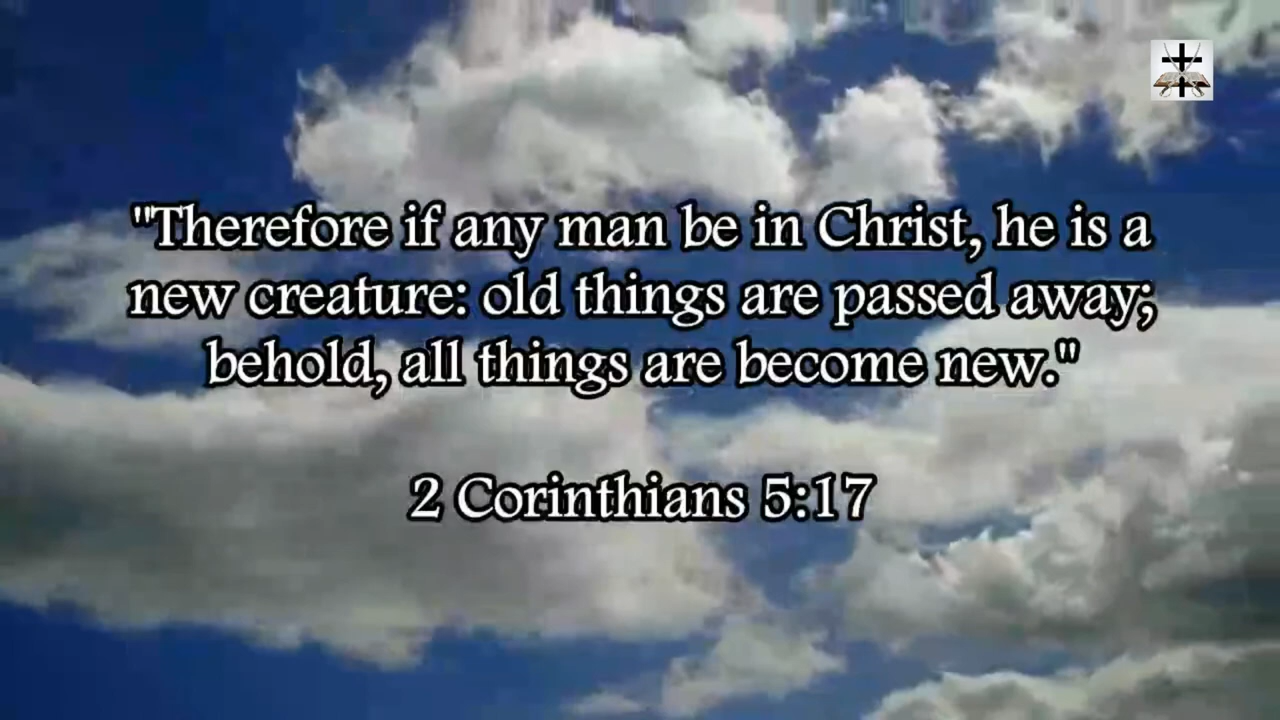 "Therefore if any man be in Christ, he is a
new creature: old things are passed away;
behold, all things are become new."
2 Corinthians 5:17